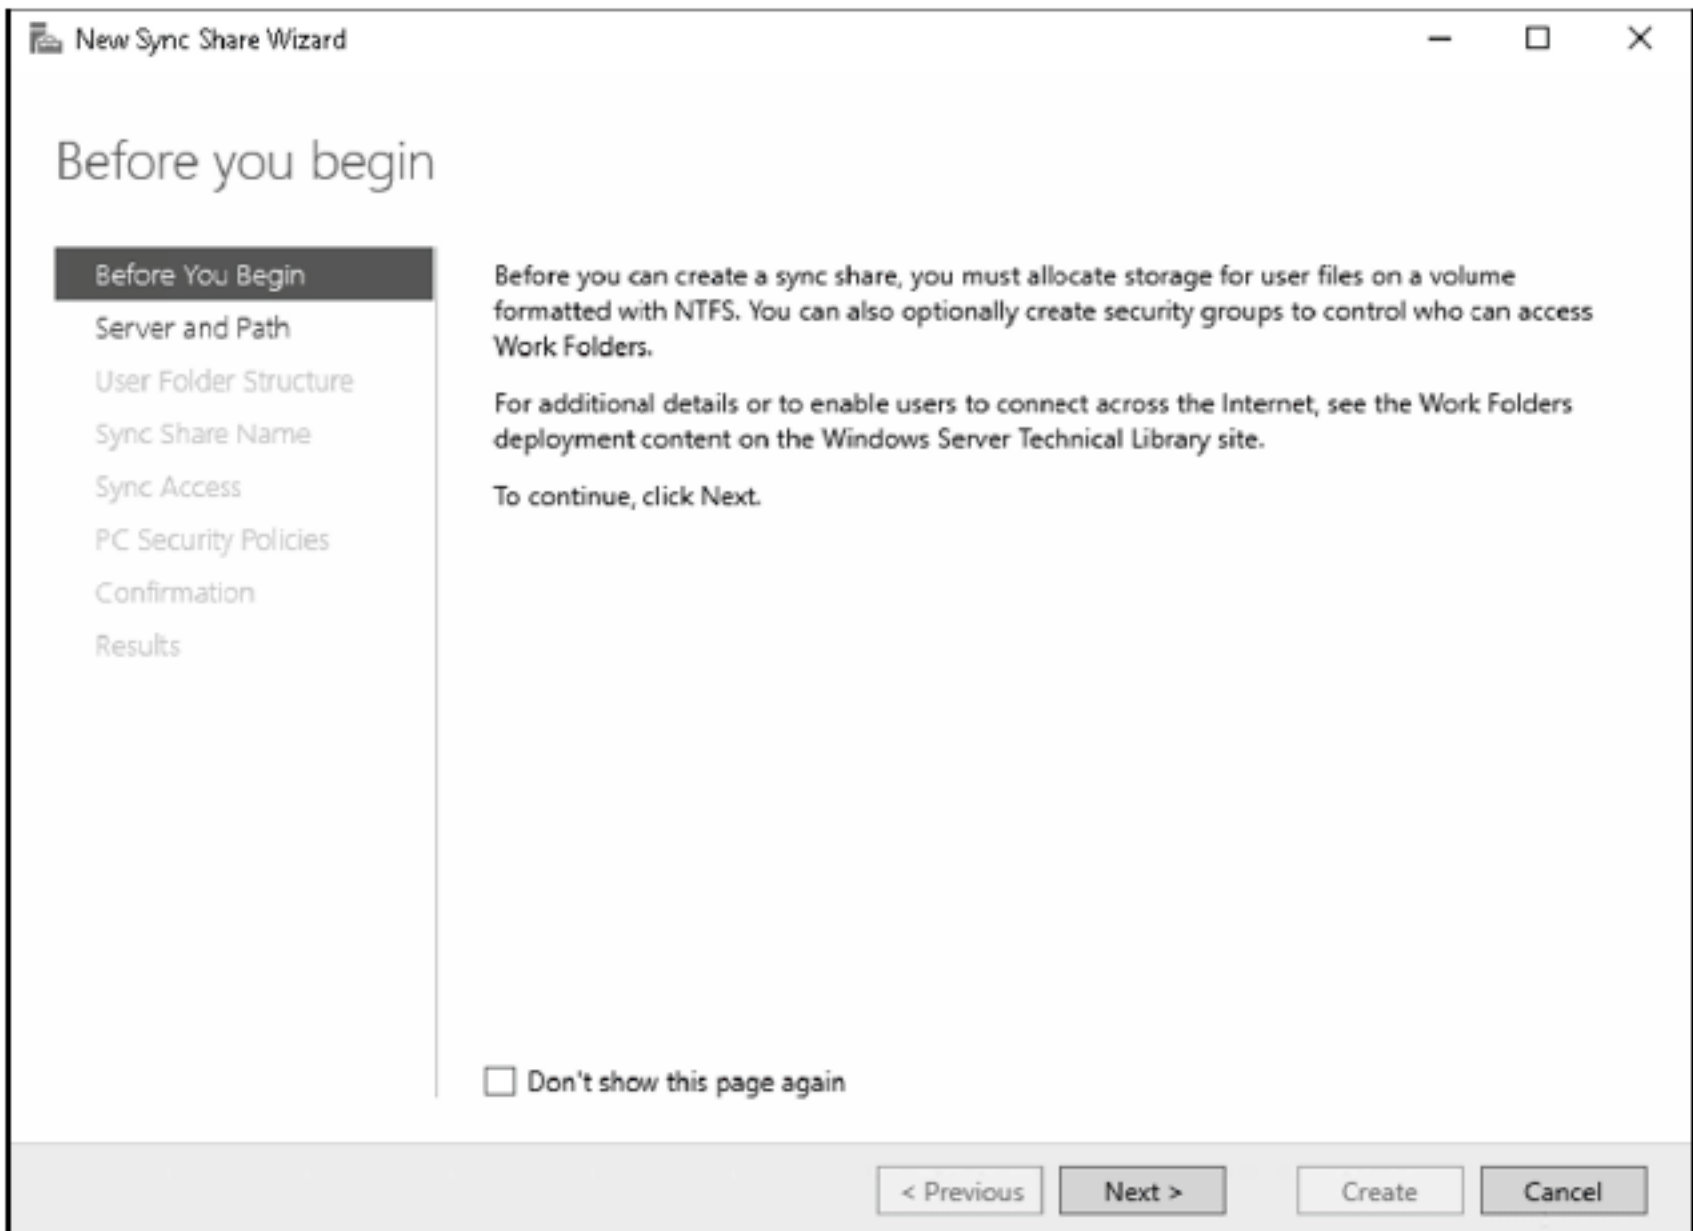 New Sync Share Wizard
Before you begin
Before You Begin
Server and Path
User Folder Structure
Sync Share Name
Sync Access
PC Security Policies
Confirmation
Results
Before you can create a sync share, you must allocate storage for user files on a volume
formatted with NTFS. You can also optionally create security groups to control who can access
Work Folders.
For additional details or to enable users to connect across the Internet, see the Work Folders
deployment content on the Windows Server Technical Library site.
To continue, click Next.
Don't show this page again
< Previous
Next >
Create
Cancel